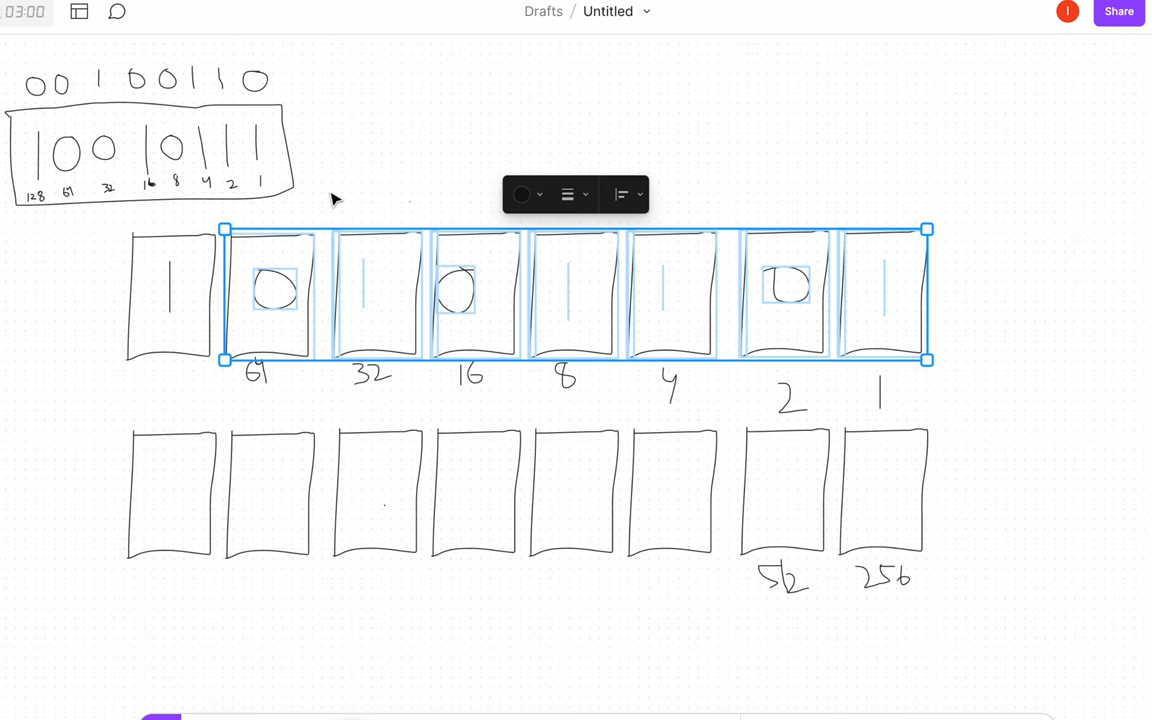 03:00 Drafts / Untitled I Share
0 0 1 0 0 1 1 0
1 0 0 1 0 1 1 1
128 64 32 16 8 4 2 1
1 0 1 0 1 1 0 1
64 32 16 8 4 2 1
512 256